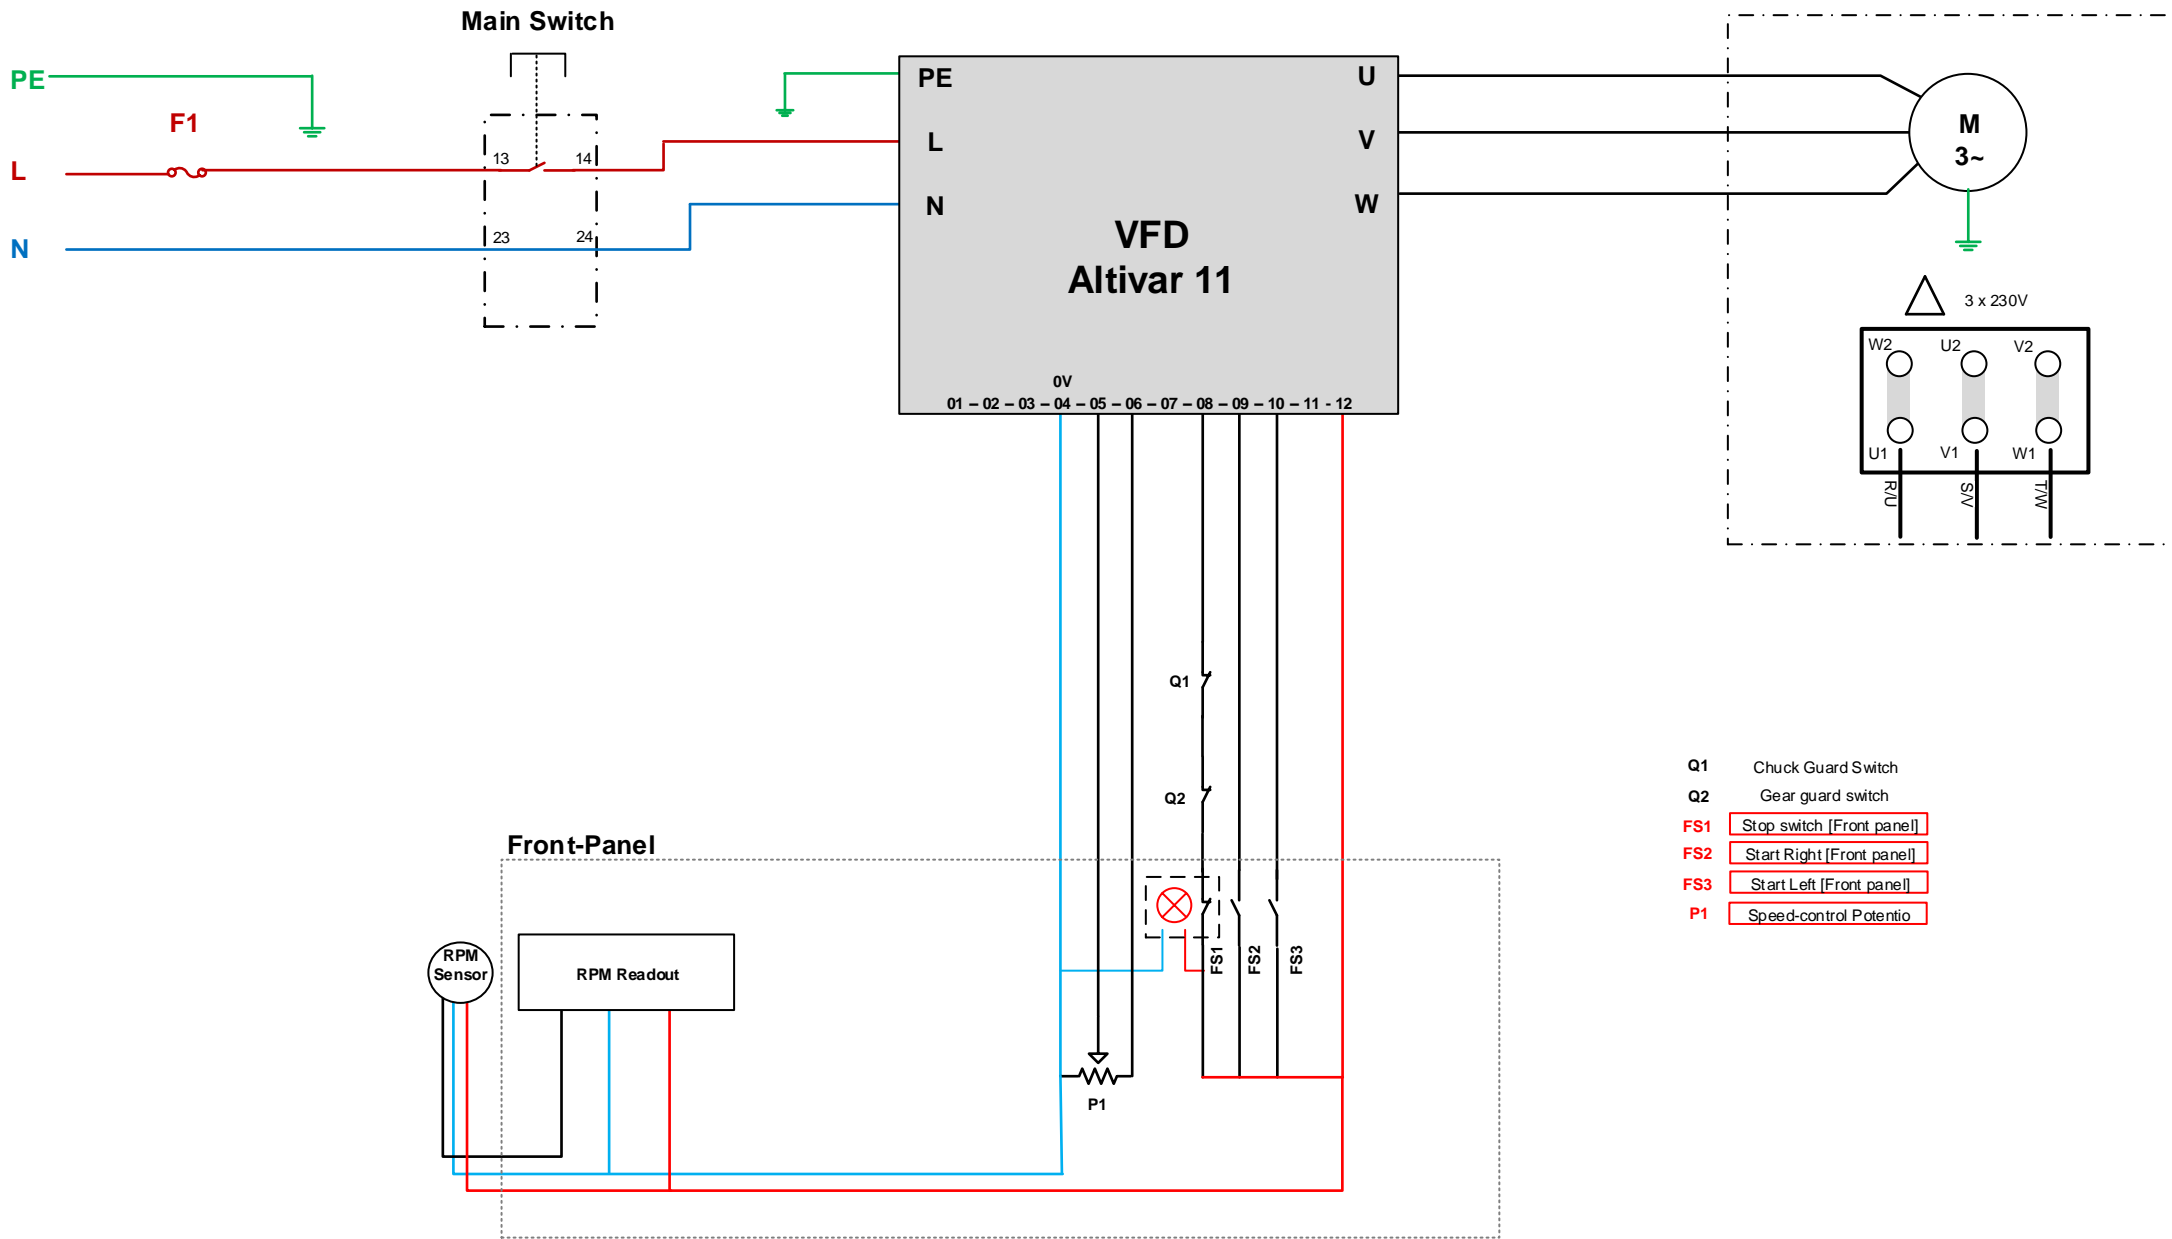 Main Switch
PE
F1
L
N
13
14
23
24
PE
L
N
U
V
W
VFD
Altivar 11
0V
01 – 02 – 03 – 04 – 05 – 06 – 07 – 08 – 09 – 10 – 11 - 12
M
3~
3 x 230V
W2
U2
V2
U1
V1
W1
R/U
S/V
T/W
Q1
Q2
Q1 Chuck Guard Switch
Q2 Gear guard switch
FS1 Stop switch [Front panel]
FS2 Start Right [Front panel]
FS3 Start Left [Front panel]
P1 Speed-control Potentio
Front-Panel
RPM
Sensor
RPM Readout
FS1
FS2
FS3
P1